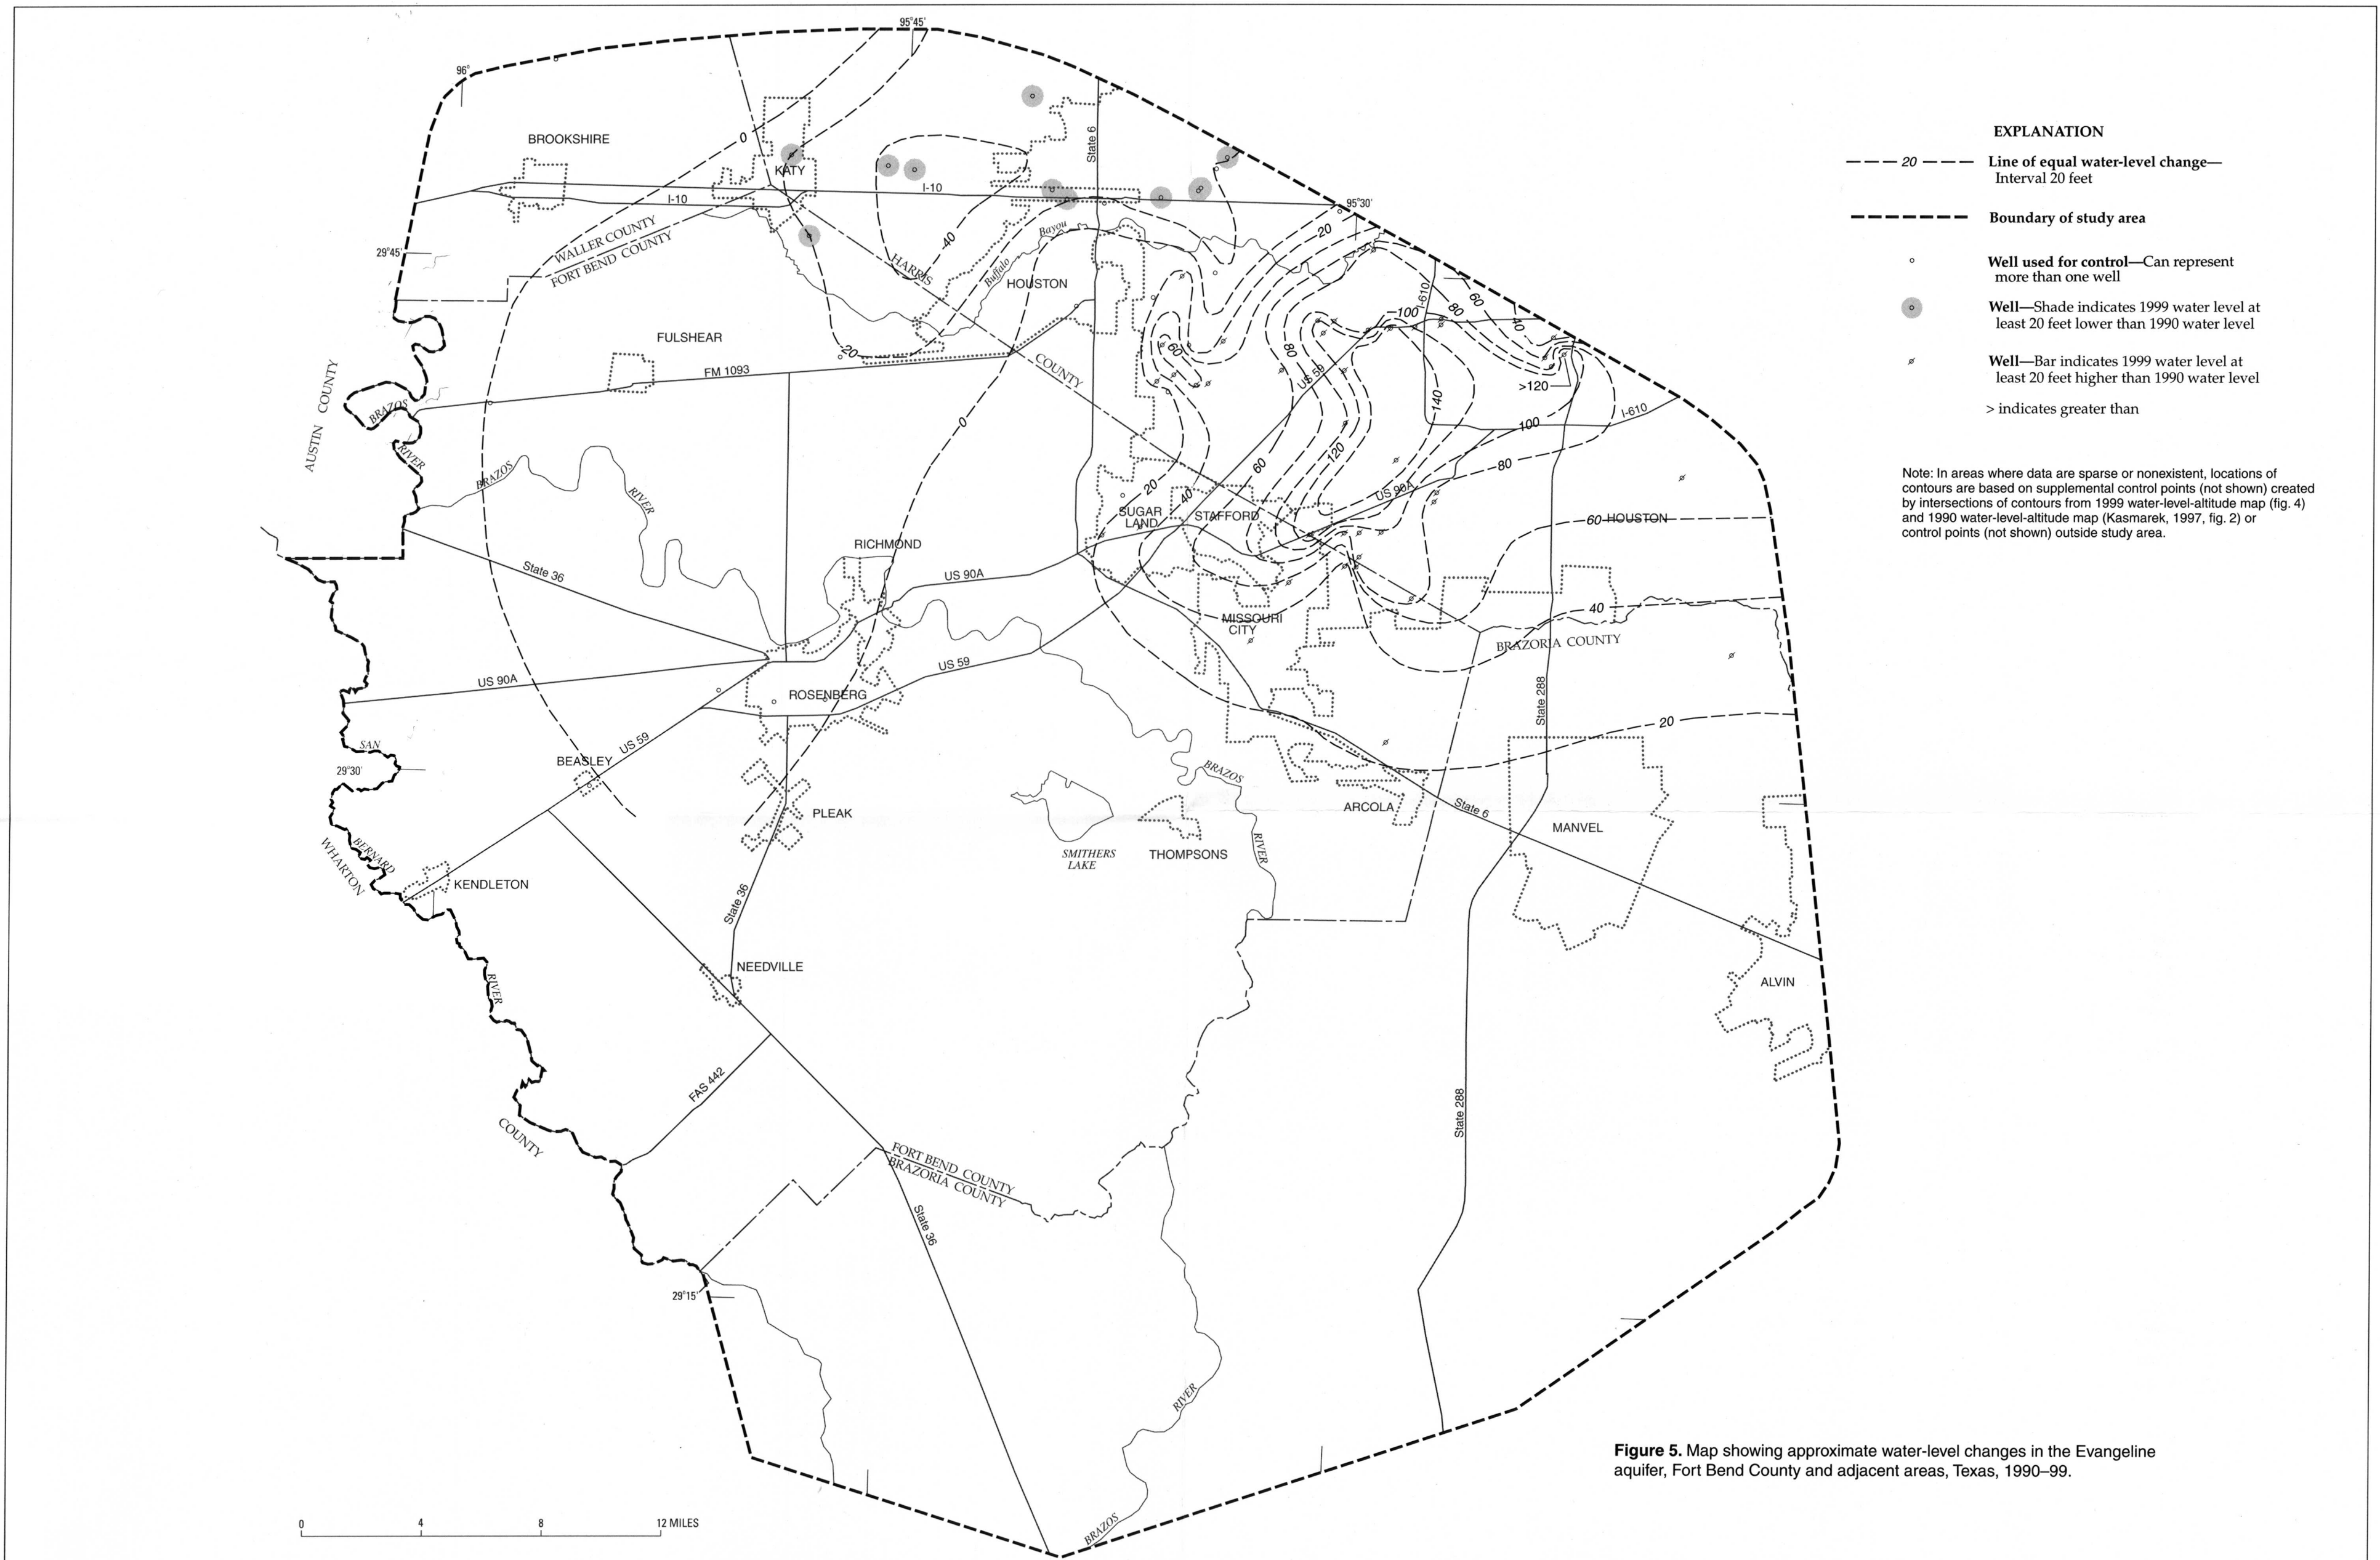 95°45'
96°
BROOKSHIRE
0
KATY
State 6
I-10
I-10
95°30'
WALLER COUNTY
FORT BEND COUNTY
29°45'
-40
HARRIS
Buffalo
Bayou
HOUSTON
-20
I-610
60
80
40
100
FULSHEAR
-20
COUNTY
60
80
US 59
>120
FM 1093
AUSTIN COUNTY
BRAZOS
RIVER
0
140
100
I-610
BRAZOS
RIVER
120
60
80
20
40
US 90A
SUGAR
LAND
STAFFORD
60
HOUSTON
RICHMOND
State 36
US 90A
MISSOURI
CITY
40
BRAZORIA COUNTY
US 59
US 90A
ROSENBERG
State 288
20
SAN
US 59
BEASLEY
29°30'
BRAZOS
RIVER
PLEAK
ARCOLA
State 6
MANVEL
SMITHERS
LAKE
THOMPSONS
BERNARD
WHARTON
KENDLETON
State 36
NEEDVILLE
RIVER
ALVIN
FAS 442
State 288
COUNTY
FORT BEND COUNTY
BRAZORIA COUNTY
State 36
29°15'
RIVER
BRAZOS
0 4 8 12 MILES
EXPLANATION
20
Line of equal water-level change—
Interval 20 feet
Boundary of study area
Well used for control—Can represent
more than one well
Well—Shade indicates 1999 water level at
least 20 feet lower than 1990 water level
Well—Bar indicates 1999 water level at
least 20 feet higher than 1990 water level
> indicates greater than
Note: In areas where data are sparse or nonexistent, locations of
contours are based on supplemental control points (not shown) created
by intersections of contours from 1999 water-level-altitude map (fig. 4)
and 1990 water-level-altitude map (Kasmarek, 1997, fig. 2) or
control points (not shown) outside study area.
Figure 5. Map showing approximate water-level changes in the Evangeline
aquifer, Fort Bend County and adjacent areas, Texas, 1990–99.